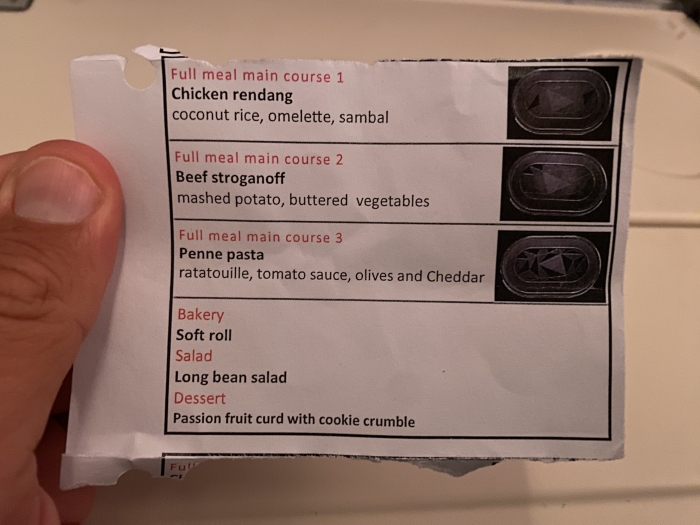 Full meal main course 1
Chicken rendang
coconut rice, omelette, sambal
Full meal main course 2
Beef stroganoff
mashed potato, buttered vegetables
Full meal main course 3
Penne pasta
ratatouille, tomato sauce, olives and Cheddar
Bakery
Soft roll
Salad
Long bean salad
Dessert
Passion fruit curd with cookie crumble